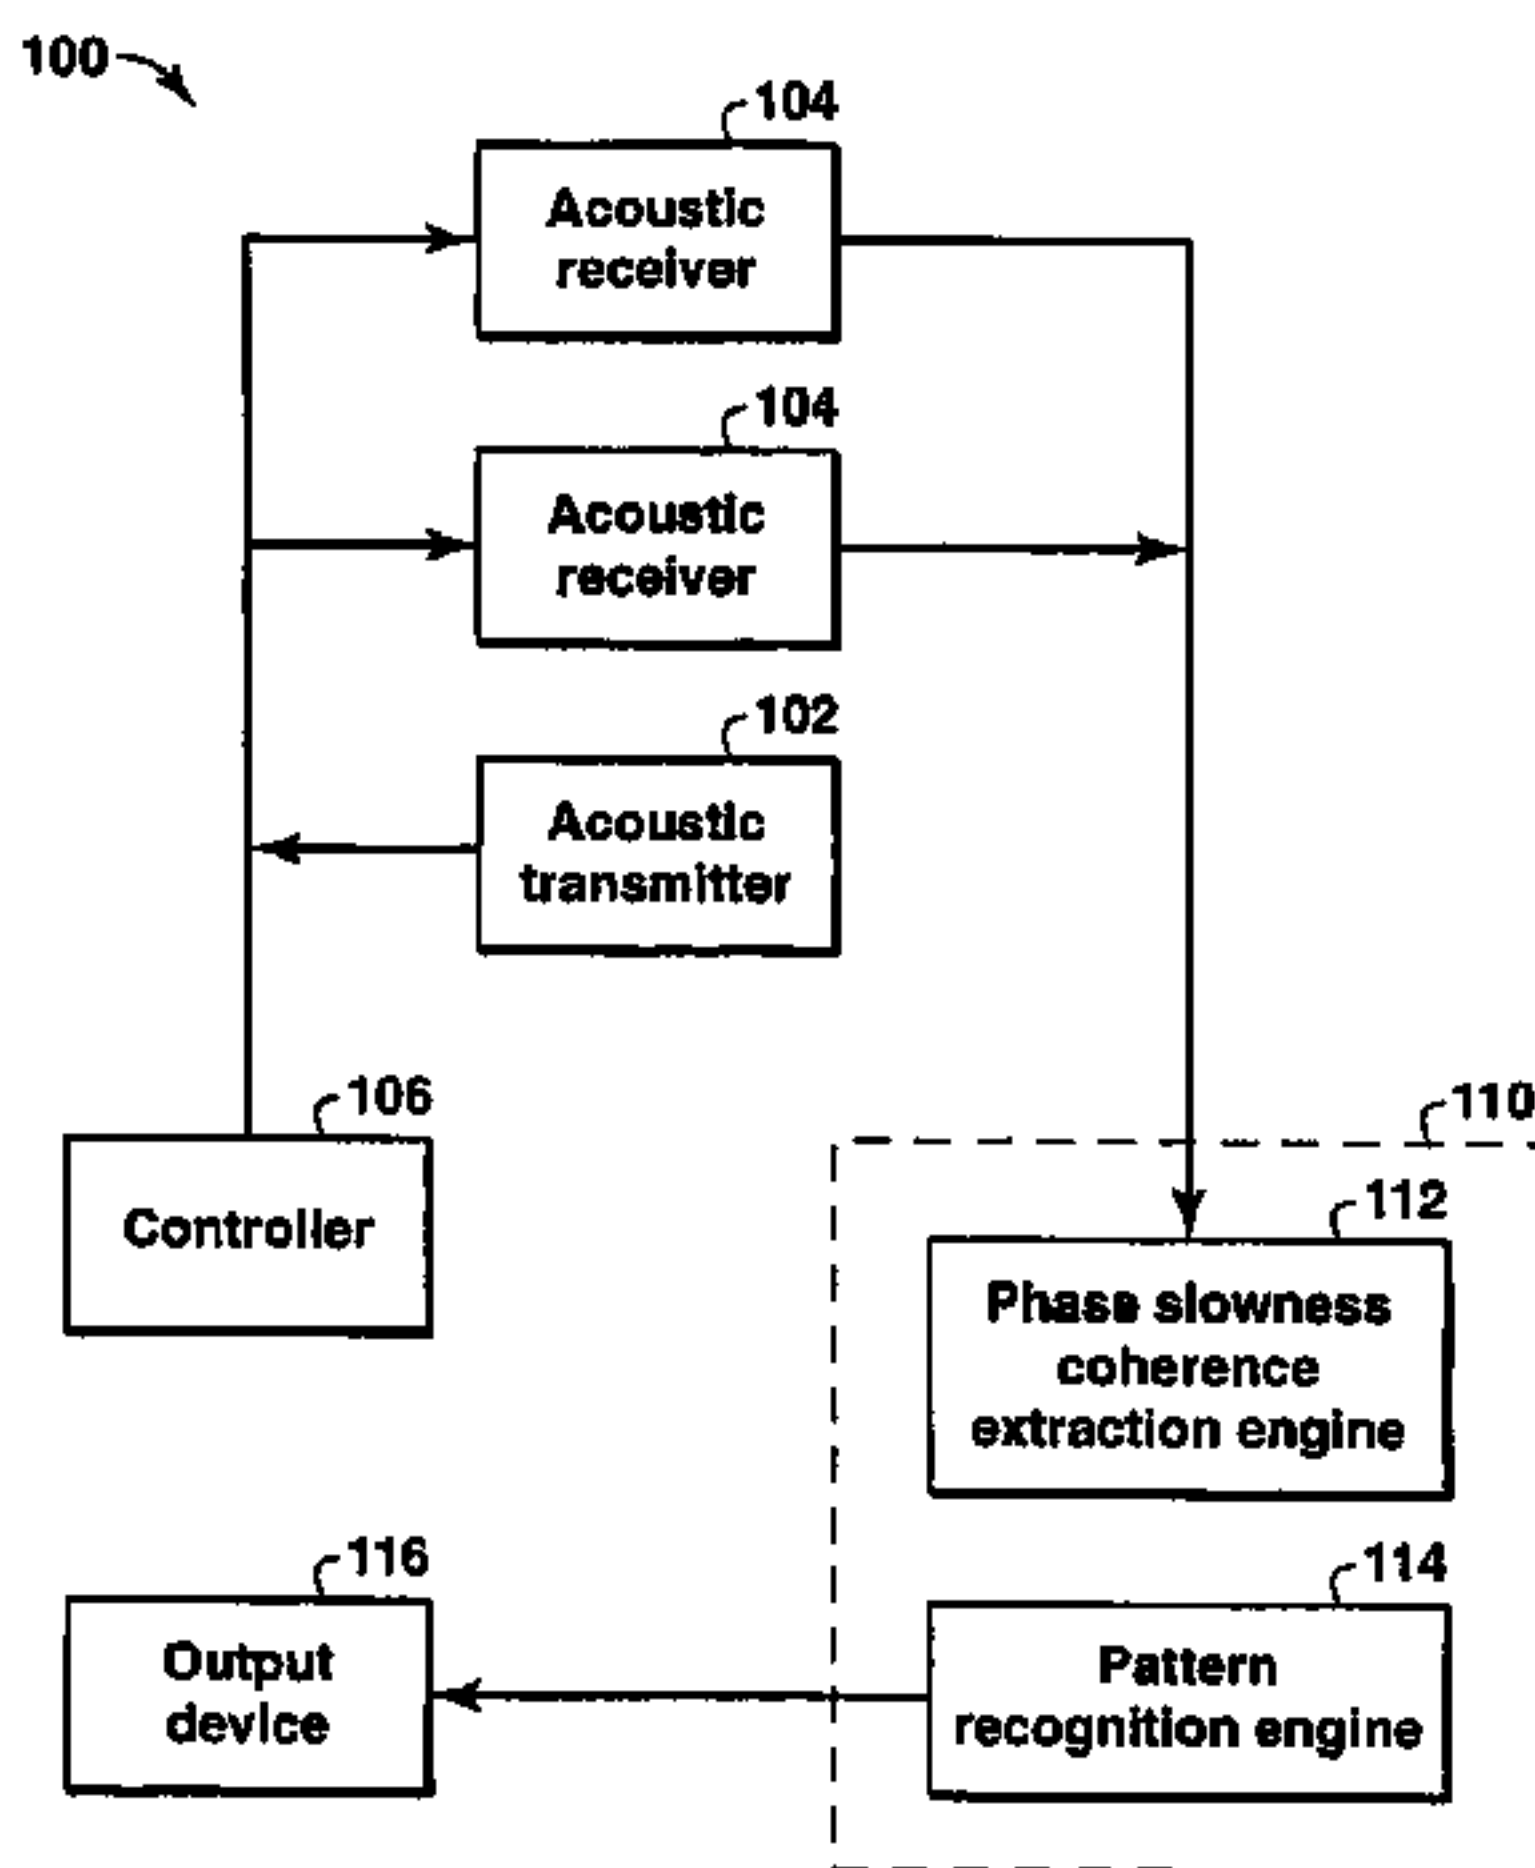 100
104
Acoustic
receiver
104
Acoustic
receiver
102
Acoustic
transmitter
106
Controller
110
112
Phase slowness
coherence
extraction engine
116
Output
device
114
Pattern
recognition engine